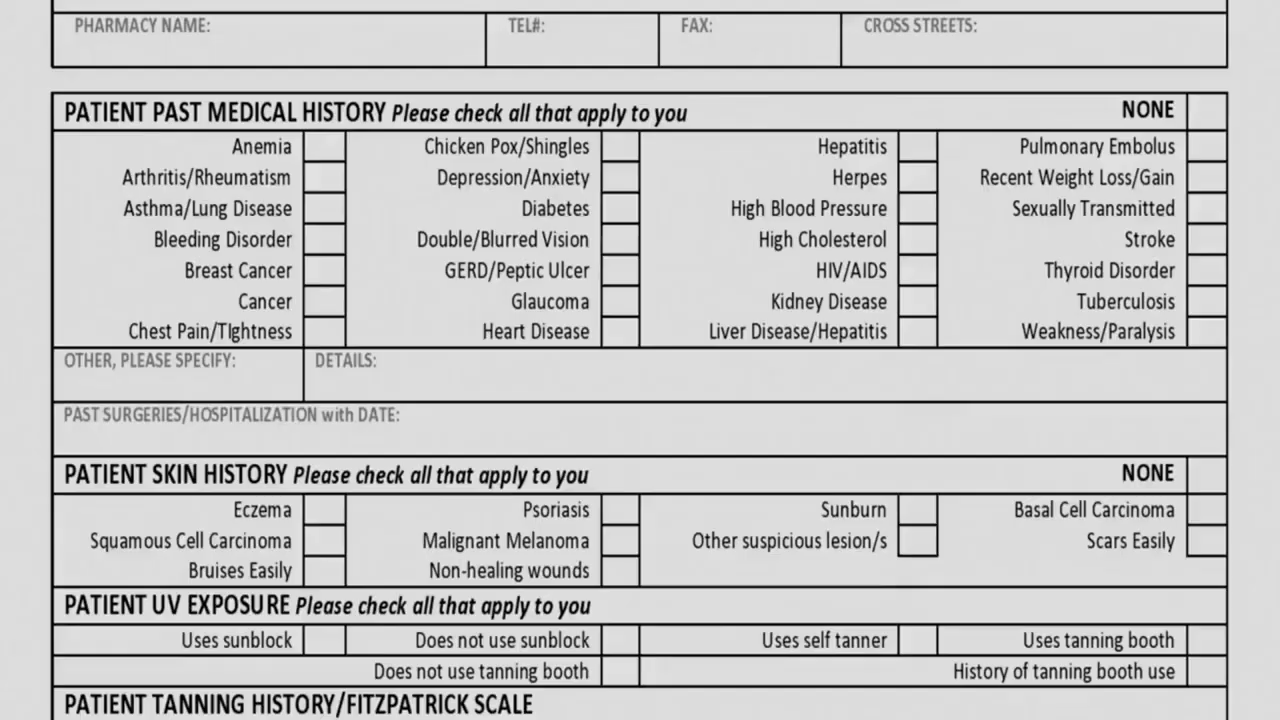 PHARMACY NAME: TEL#: FAX: CROSS STREETS:
PATIENT PAST MEDICAL HISTORY Please check all that apply to you NONE
Anemia Chicken Pox/Shingles Hepatitis Pulmonary Embolus
Arthritis/Rheumatism Depression/Anxiety Herpes Recent Weight Loss/Gain
Asthma/Lung Disease Diabetes High Blood Pressure Sexually Transmitted
Bleeding Disorder Double/Blurred Vision High Cholesterol Stroke
Breast Cancer GERD/Peptic Ulcer HIV/AIDS Thyroid Disorder
Cancer Glaucoma Kidney Disease Tuberculosis
Chest Pain/TIghtness Heart Disease Liver Disease/Hepatitis Weakness/Paralysis
OTHER, PLEASE SPECIFY: DETAILS:
PAST SURGERIES/HOSPITALIZATION with DATE:
PATIENT SKIN HISTORY Please check all that apply to you NONE
Eczema Psoriasis Sunburn Basal Cell Carcinoma
Squamous Cell Carcinoma Malignant Melanoma Other suspicious lesion/s Scars Easily
Bruises Easily Non-healing wounds
PATIENT UV EXPOSURE Please check all that apply to you
Uses sunblock Does not use sunblock Uses self tanner Uses tanning booth
Does not use tanning booth History of tanning booth use
PATIENT TANNING HISTORY/FITZPATRICK SCALE